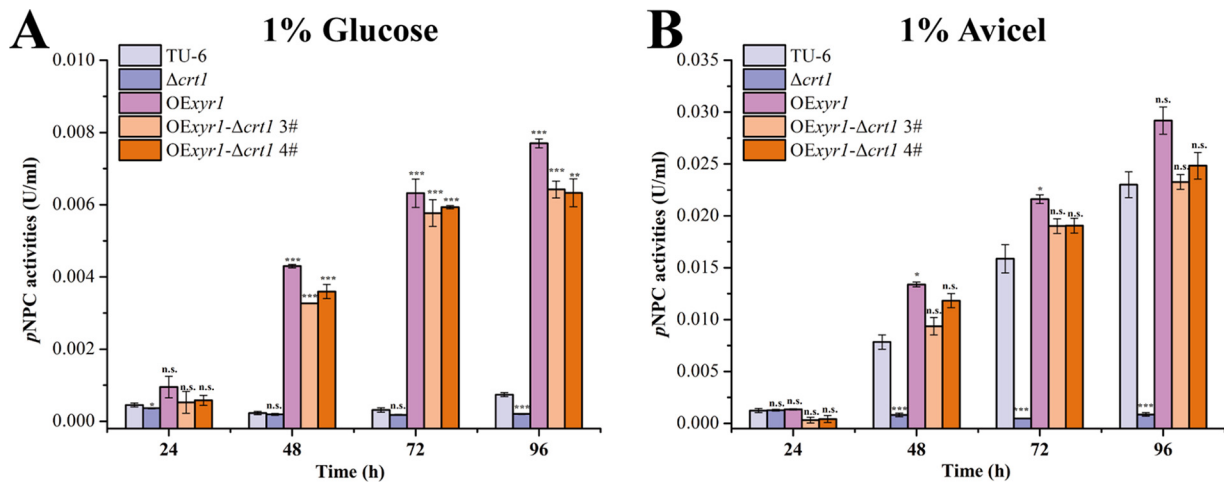 A
1% Glucose
TU-6
Δcrt1
OExyr1
OExyr1-Δcrt1 3#
OExyr1-Δcrt1 4#
pNPC activities (U/ml)
0.010
0.008
0.006
0.004
0.002
0.000
n.s. * n.s. n.s.
n.s. *** *** ***
n.s. *** *** ***
*** *** *** **
24 48 72 96
Time (h)
B
1% Avicel
TU-6
Δcrt1
OExyr1
OExyr1-Δcrt1 3#
OExyr1-Δcrt1 4#
pNPC activities (U/ml)
0.035
0.030
0.025
0.020
0.015
0.010
0.005
0.000
n.s. n.s. n.s. n.s.
*** * n.s. n.s.
*** * n.s. n.s.
*** n.s. n.s. n.s.
24 48 72 96
Time (h)